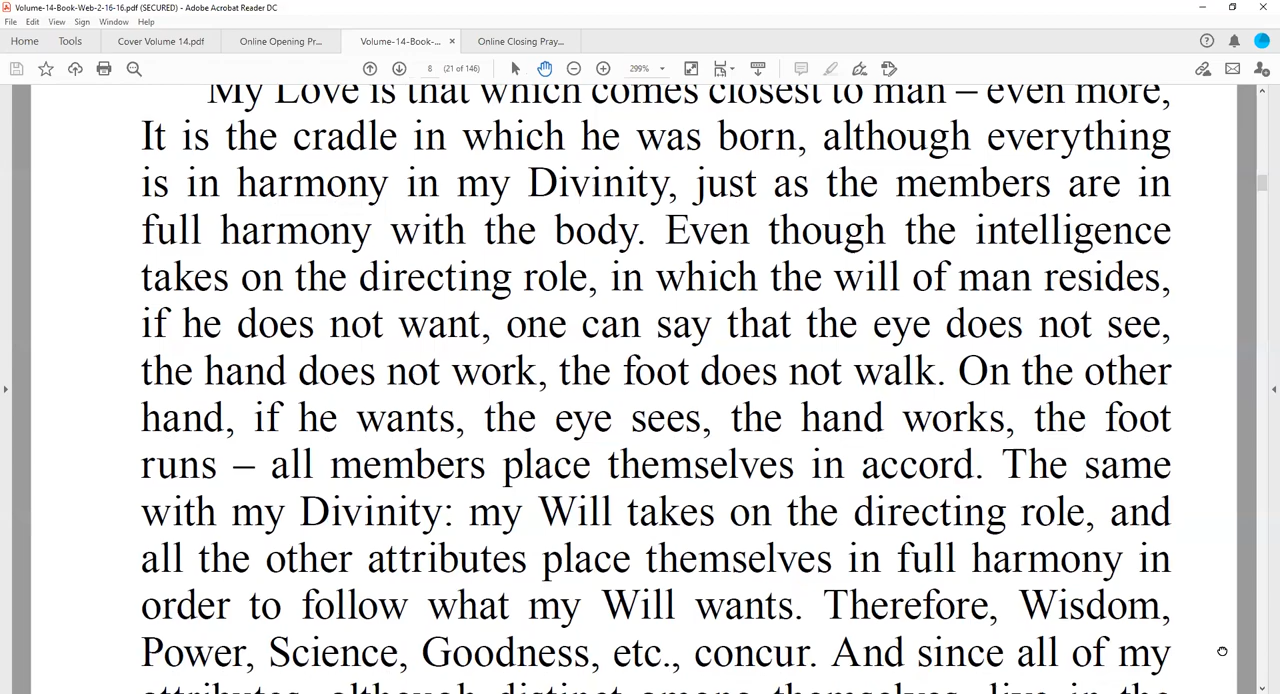 Volume-14-Book-Web-2-16-16.pdf (SECURED) - Adobe Acrobat Reader DC
File Edit View Sign Window Help
Home Tools Cover Volume 14.pdf Online Opening Pr... Volume-14-Book-... × Online Closing Pray...
8 (21 of 146) 299%
My Love is that which comes closest to man – even more,
It is the cradle in which he was born, although everything
is in harmony in my Divinity, just as the members are in
full harmony with the body. Even though the intelligence
takes on the directing role, in which the will of man resides,
if he does not want, one can say that the eye does not see,
the hand does not work, the foot does not walk. On the other
hand, if he wants, the eye sees, the hand works, the foot
runs – all members place themselves in accord. The same
with my Divinity: my Will takes on the directing role, and
all the other attributes place themselves in full harmony in
order to follow what my Will wants. Therefore, Wisdom,
Power, Science, Goodness, etc., concur. And since all of my
attributes, although distinct among themselves, live in the